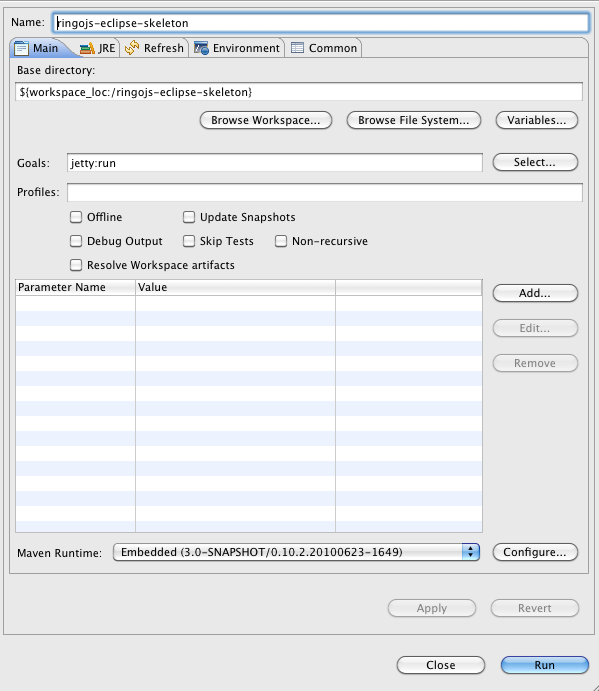 Name: ringojs-eclipse-skeleton
Main JRE Refresh Environment Common
Base directory:
${workspace_loc:/ringojs-eclipse-skeleton}
Browse Workspace... Browse File System... Variables...
Goals: jetty:run Select...
Profiles:
Offline Update Snapshots
Debug Output Skip Tests Non-recursive
Resolve Workspace artifacts
Parameter Name Value
Add...
Edit...
Remove
Maven Runtime: Embedded (3.0-SNAPSHOT/0.10.2.20100623-1649) Configure...
Apply Revert
Close Run